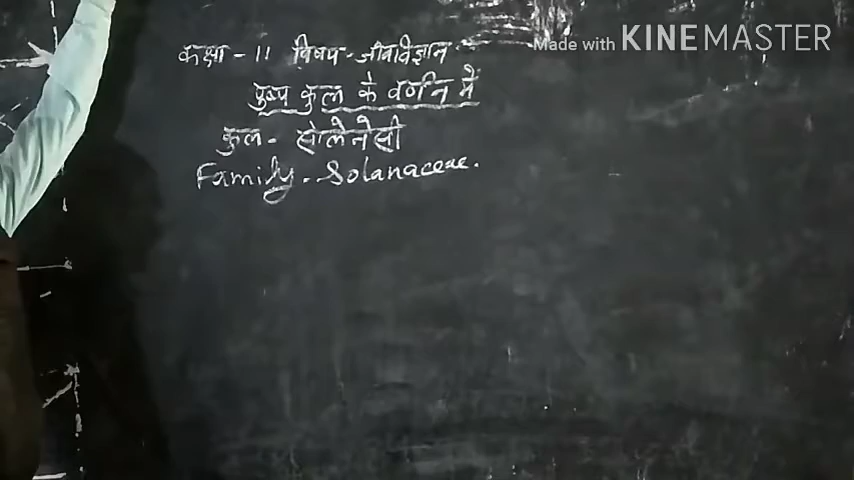 Made with KINEMASTER
कक्षा - 11 विषय - जीवविज्ञान
पुष्प कुल के वर्णन में
कुल - सोलेनेसी
Family - Solanaceae.